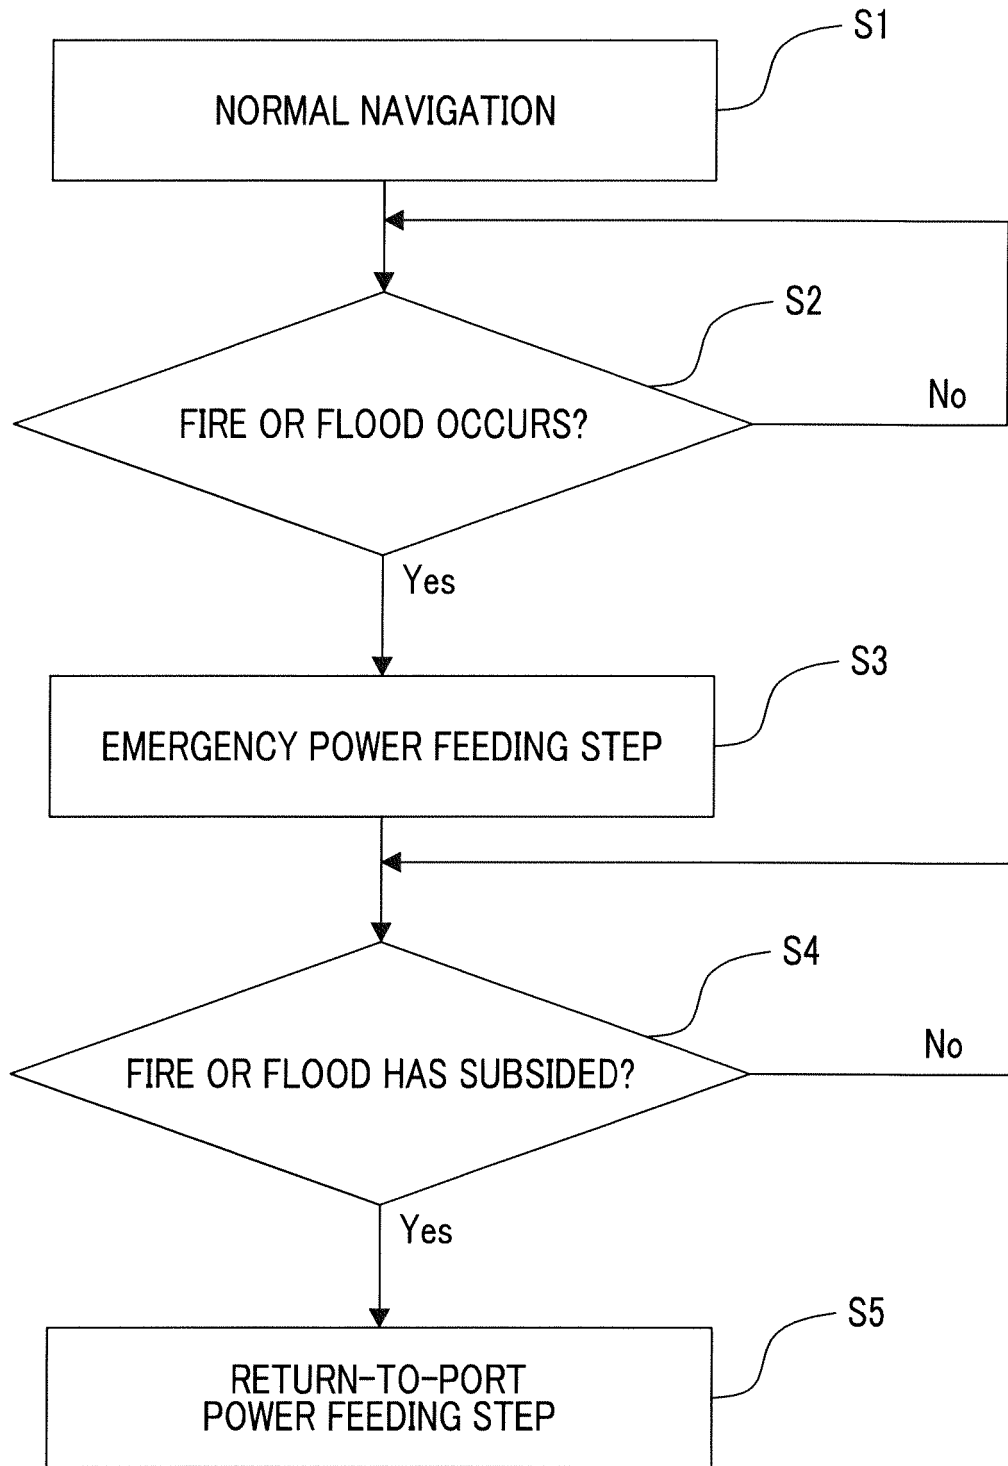 S1
NORMAL NAVIGATION
S2
FIRE OR FLOOD OCCURS?
No
Yes
S3
EMERGENCY POWER FEEDING STEP
S4
FIRE OR FLOOD HAS SUBSIDED?
No
Yes
S5
RETURN-TO-PORT
POWER FEEDING STEP